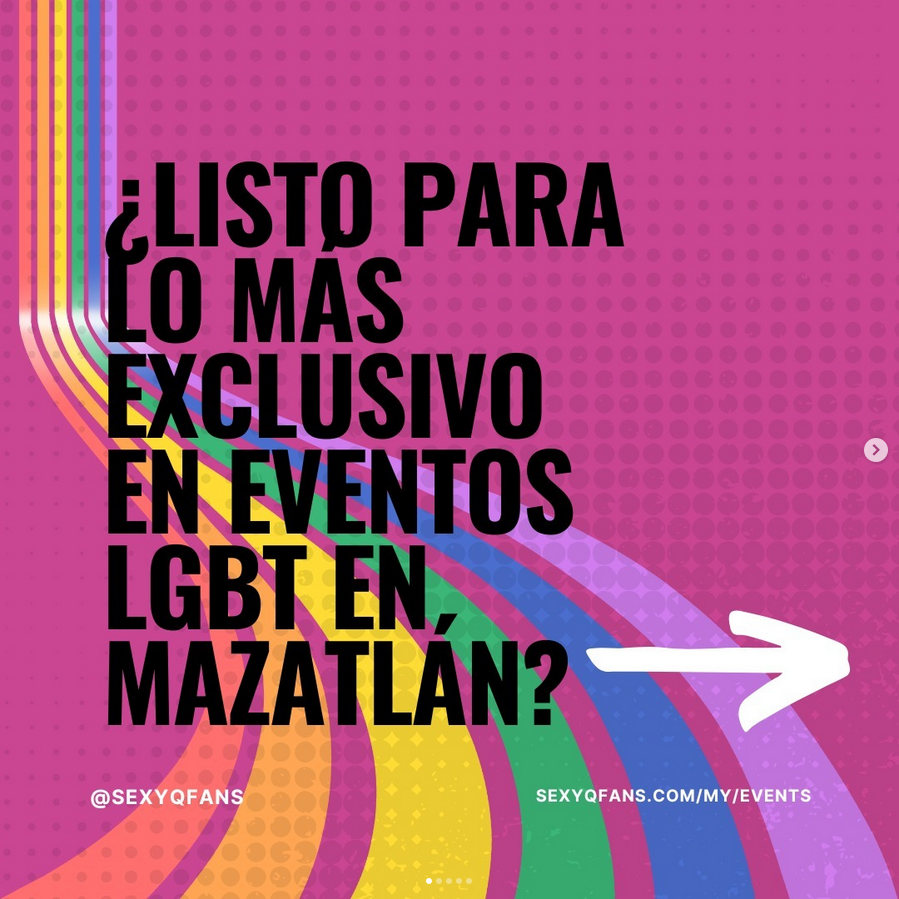 ¿LISTO PARA
LO MÁS
EXCLUSIVO
EN EVENTOS
LGBT EN
MAZATLÁN?
@SEXYQFANS
SEXYQFANS.COM/MY/EVENTS